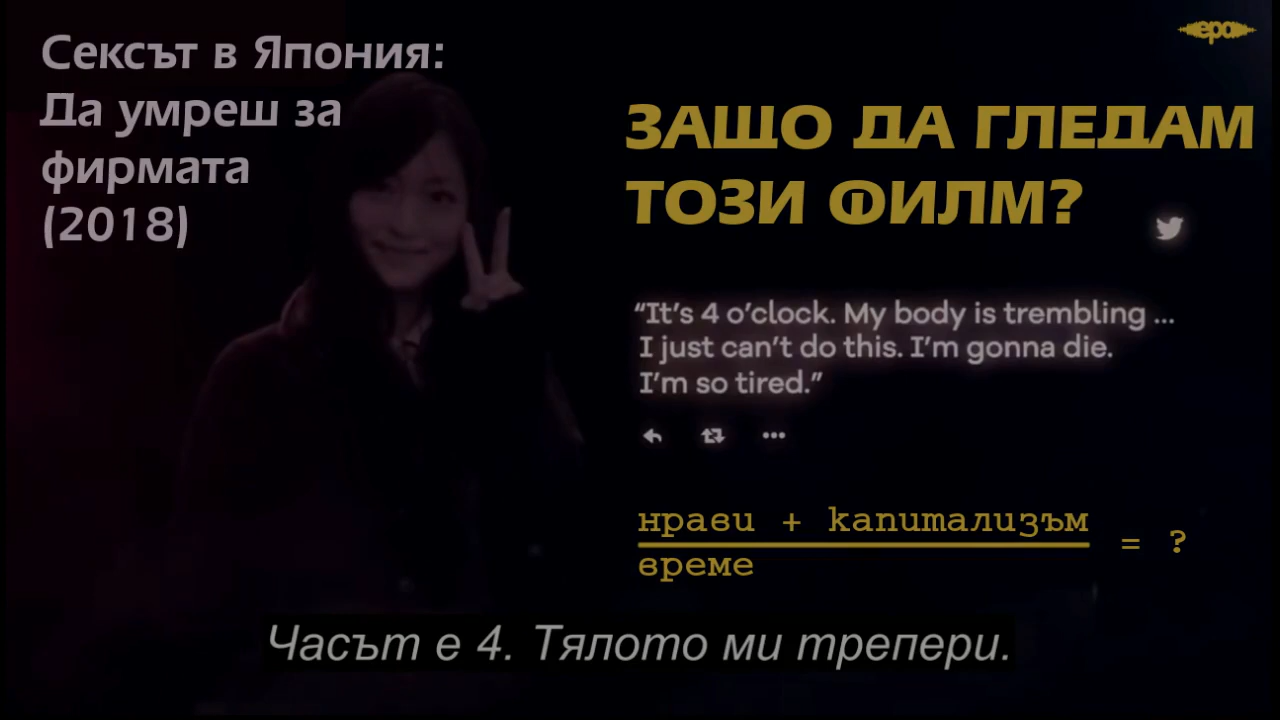 Сексът в Япония:
Да умреш за
фирмата
(2018)
epo
ЗАЩО ДА ГЛЕДАМ
ТОЗИ ФИЛМ?
“It’s 4 o’clock. My body is trembling ...
I just can’t do this. I’m gonna die.
I’m so tired.”
нрави + капитализъм
= ?
време
Часът е 4. Тялото ми трепери.